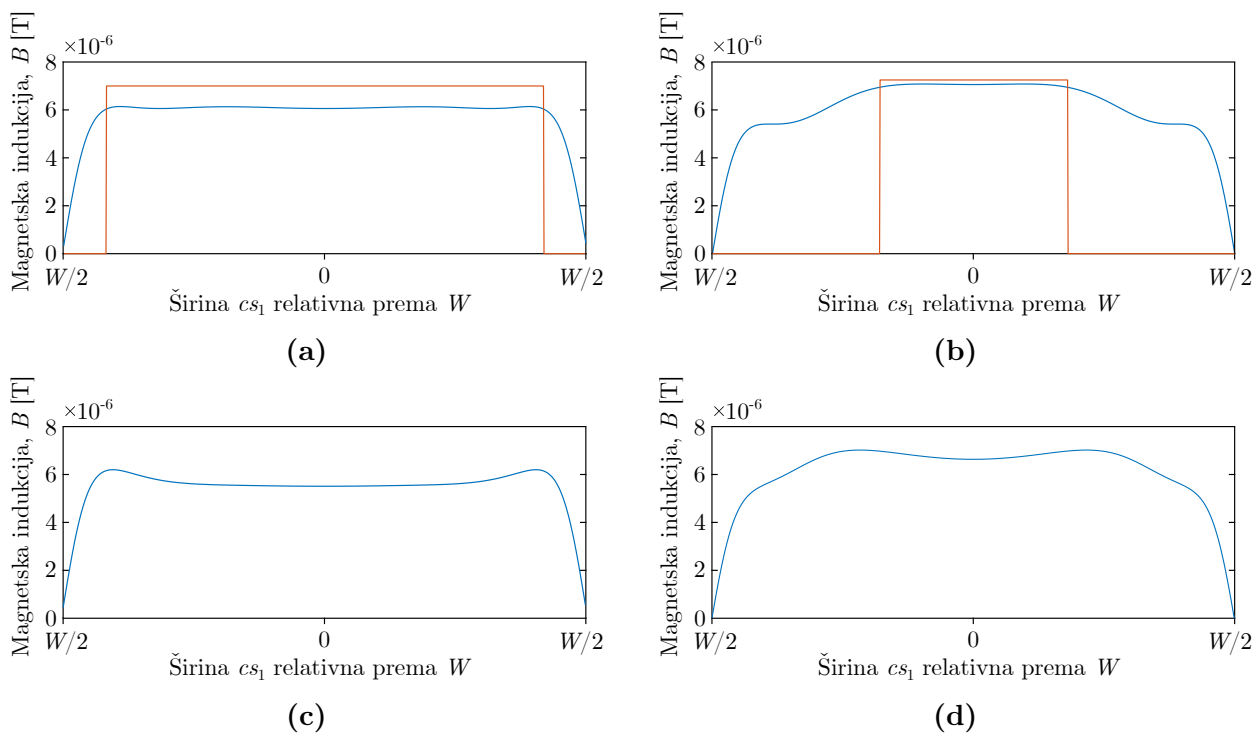 ×10-6
Magnetska indukcija, B [T]
8
6
4
2
0
W/2
0
W/2
Širina cs1 relativna prema W
(a)
×10-6
Magnetska indukcija, B [T]
8
6
4
2
0
W/2
0
W/2
Širina cs1 relativna prema W
(b)
×10-6
Magnetska indukcija, B [T]
8
6
4
2
0
W/2
0
W/2
Širina cs1 relativna prema W
(c)
×10-6
Magnetska indukcija, B [T]
8
6
4
2
0
W/2
0
W/2
Širina cs1 relativna prema W
(d)